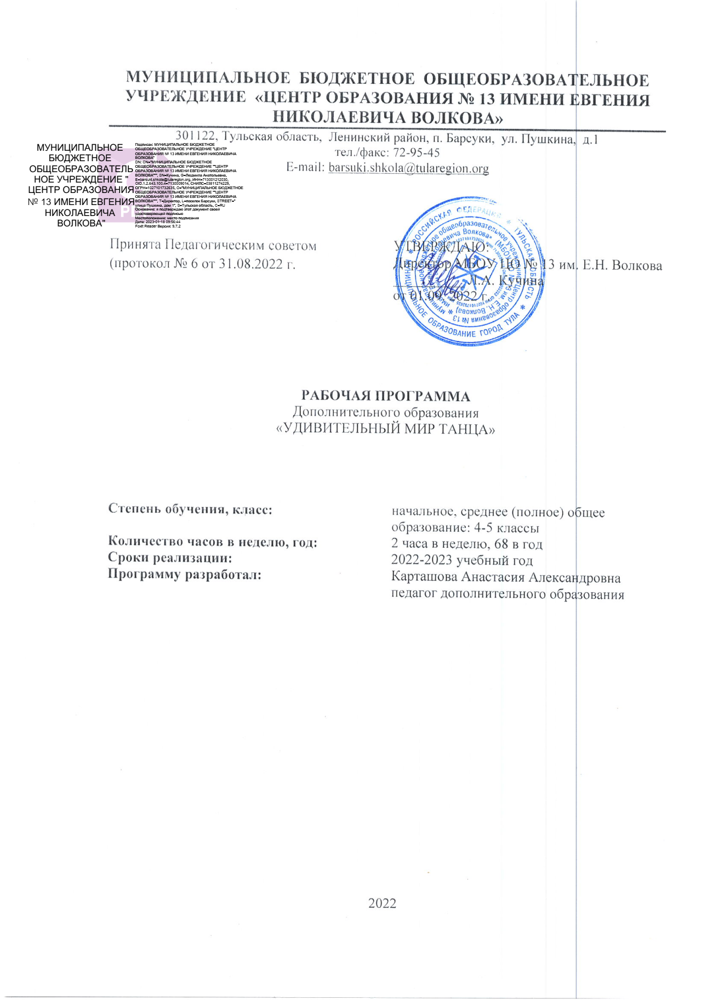 МУНИЦИПАЛЬНОЕ БЮДЖЕТНОЕ ОБЩЕОБРАЗОВАТЕЛЬНОЕ
УЧРЕЖДЕНИЕ «ЦЕНТР ОБРАЗОВАНИЯ № 13 ИМЕНИ ЕВГЕНИЯ
НИКОЛАЕВИЧА ВОЛКОВА»
301122, Тульская область, Ленинский район, п. Барсуки, ул. Пушкина, д.1
тел./факс: 72-95-45
E-mail: barsuki.shkola@tularegion.org
МУНИЦИПАЛЬНОЕ
БЮДЖЕТНОЕ
ОБЩЕОБРАЗОВАТЕЛЬ
НОЕ УЧРЕЖДЕНИЕ "
ЦЕНТР ОБРАЗОВАНИЯ
№ 13 ИМЕНИ ЕВГЕНИЯ
НИКОЛАЕВИЧА
ВОЛКОВА"
Подписан: МУНИЦИПАЛЬНОЕ БЮДЖЕТНОЕ
ОБЩЕОБРАЗОВАТЕЛЬНОЕ УЧРЕЖДЕНИЕ "ЦЕНТР
ОБРАЗОВАНИЯ № 13 ИМЕНИ ЕВГЕНИЯ НИКОЛАЕВИЧА
ВОЛКОВА"
DN: CN="МУНИЦИПАЛЬНОЕ БЮДЖЕТНОЕ
ОБЩЕОБРАЗОВАТЕЛЬНОЕ УЧРЕЖДЕНИЕ ""ЦЕНТР
ОБРАЗОВАНИЯ № 13 ИМЕНИ ЕВГЕНИЯ НИКОЛАЕВИЧА
ВОЛКОВА""", SN=Кучина, G=Людмила Анатольевна,
E=barsuki.shkola@tularegion.org, ИНН=713001212030,
OID.1.2.643.100.4=7130009014, СНИЛС=03811274229,
ОГРН=1027101732635, O="МУНИЦИПАЛЬНОЕ БЮДЖЕТНОЕ
ОБЩЕОБРАЗОВАТЕЛЬНОЕ УЧРЕЖДЕНИЕ ""ЦЕНТР
ОБРАЗОВАНИЯ № 13 ИМЕНИ ЕВГЕНИЯ НИКОЛАЕВИЧА
ВОЛКОВА""", T=Директор, L=поселок Барсуки, STREET="
улица Пушкина, дом 1", S=Тульская область, C=RU
Основание: я подтверждаю этот документ своей
удостоверяющей подписью
Местоположение: место подписания
Дата: 2023-01-18 09:56:44
Foxit Reader Версия: 9.7.2
Принята Педагогическим советом
(протокол № 6 от 31.08.2022 г.
УТВЕРЖДАЮ:
Директор МБОУ ЦО № 13 им. Е.Н. Волкова
Л.А. Кучина
от 01.09. 2022 г.
РОССИЙСКАЯ ФЕДЕРАЦИЯ * ТУЛЬСКАЯ ОБЛАСТЬ * МУНИЦИПАЛЬНОЕ ОБРАЗОВАНИЕ ГОРОД ТУЛА *
РАБОЧАЯ ПРОГРАММА
Дополнительного образования
«УДИВИТЕЛЬНЫЙ МИР ТАНЦА»
Степень обучения, класс: начальное, среднее (полное) общее
образование: 4-5 классы
Количество часов в неделю, год: 2 часа в неделю, 68 в год
Сроки реализации: 2022-2023 учебный год
Программу разработал: Карташова Анастасия Александровна
педагог дополнительного образования
2022